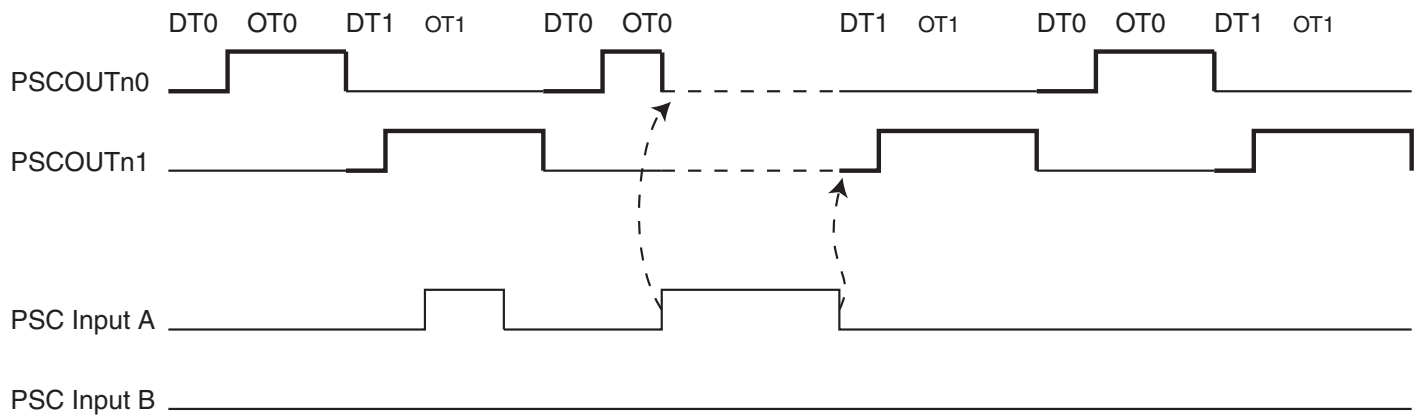 DT0 OT0 DT1 OT1 DT0 OT0 DT1 OT1 DT0 OT0 DT1 OT1
PSCOUTn0
PSCOUTn1
PSC Input A
PSC Input B